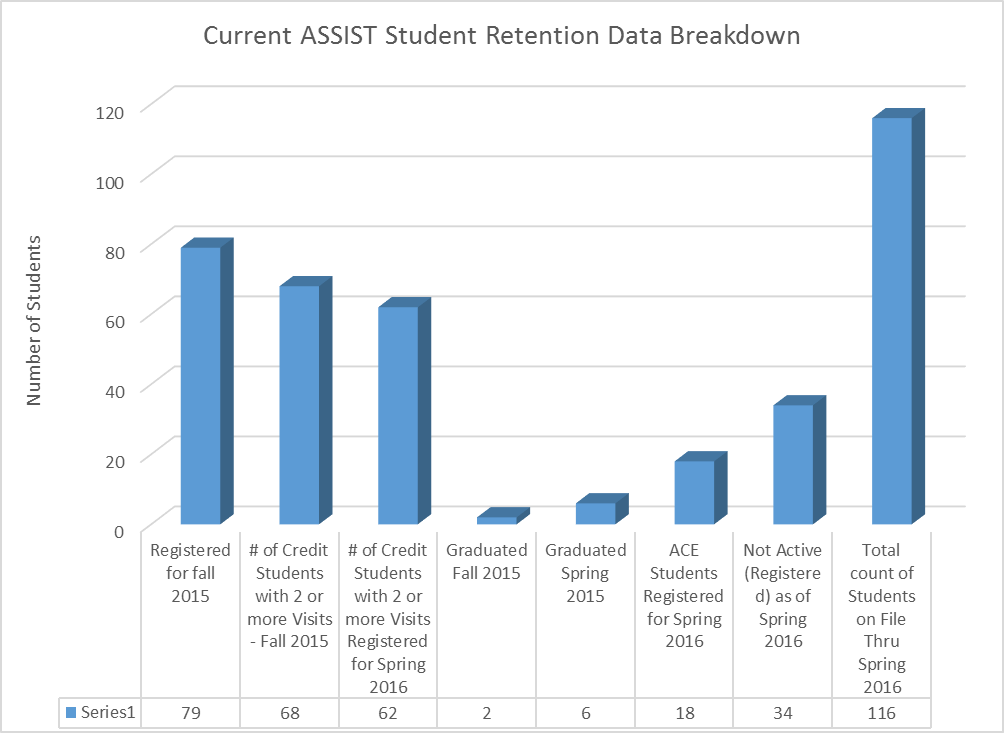 Current ASSIST Student Retention Data Breakdown
Number of Students
120
100
80
60
40
20
0
Registered
for fall
2015
# of Credit
Students
with 2 or
more Visits
- Fall 2015
# of Credit
Students
with 2 or
more Visits
Registered
for Spring
2016
Graduated
Fall 2015
Graduated
Spring
2015
ACE
Students
Registered
for Spring
2016
Not Active
(Registere
d) as of
Spring
2016
Total
count of
Students
on File
Thru
Spring
2016
Series1 79 68 62 2 6 18 34 116